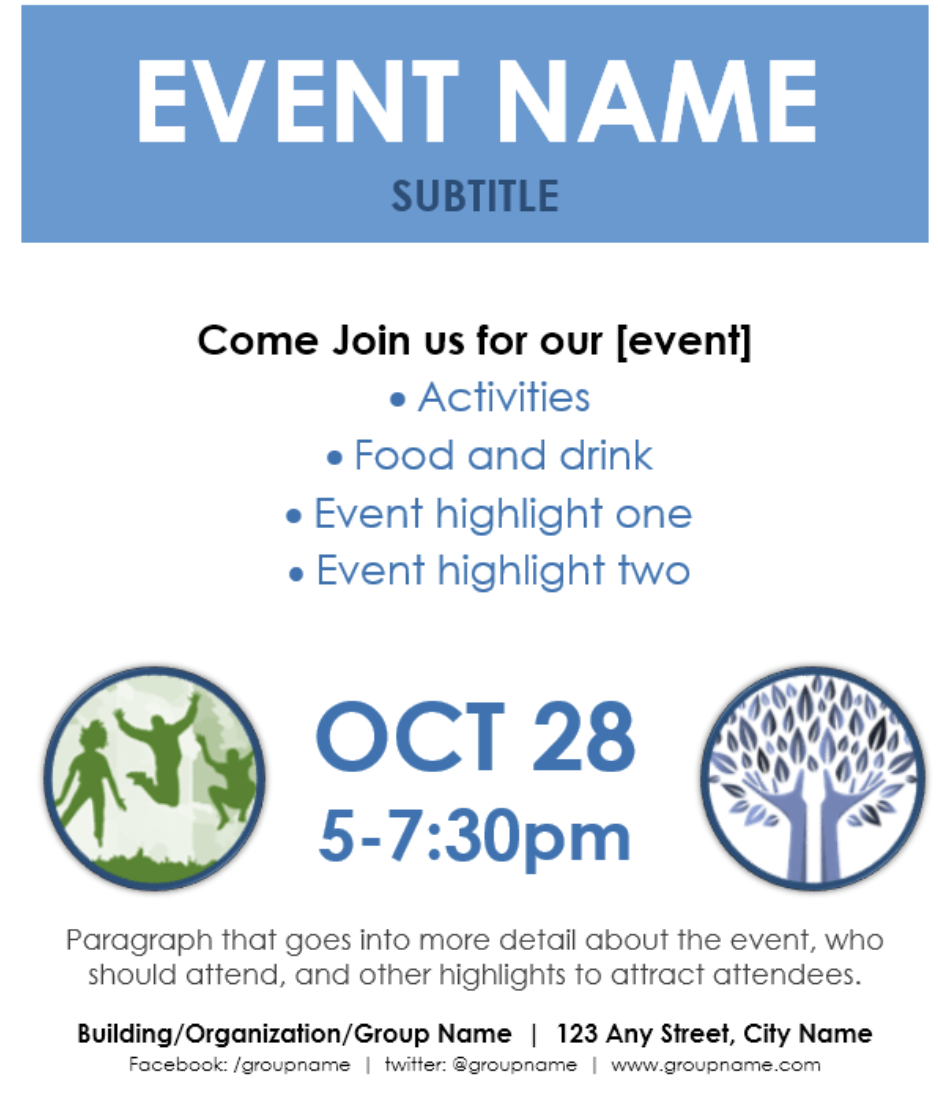 EVENT NAME
SUBTITLE
Come Join us for our [event]
• Activities
• Food and drink
• Event highlight one
• Event highlight two
OCT 28
5-7:30pm
Paragraph that goes into more detail about the event, who
should attend, and other highlights to attract attendees.
Building/Organization/Group Name | 123 Any Street, City Name
Facebook: /groupname | twitter: @groupname | www.groupname.com